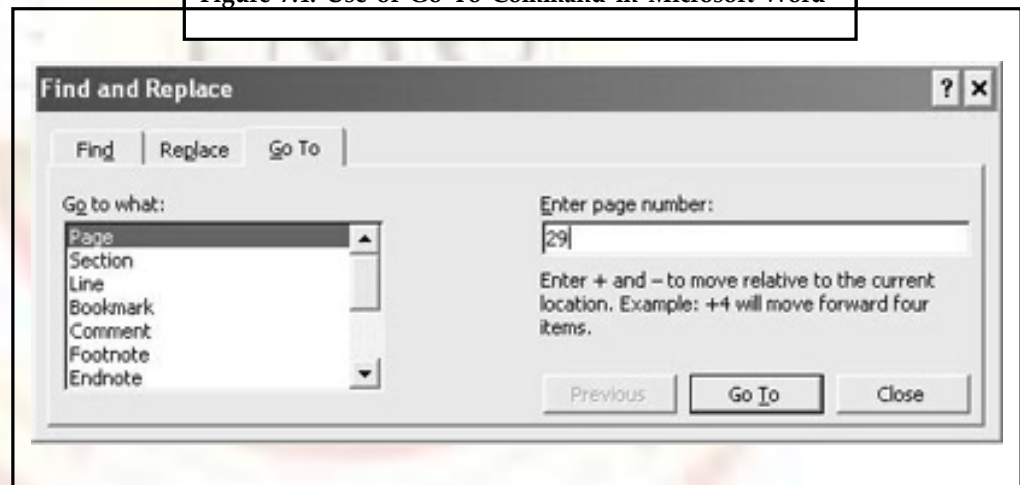 Figure 7.1: Use of Go To Command in Microsoft Word
Find and Replace
Find
Replace
Go To
Go to what:
Page
Section
Line
Bookmark
Comment
Footnote
Endnote
Enter page number:
29
Enter + and – to move relative to the current
location. Example: +4 will move forward four
items.
Previous
Go To
Close